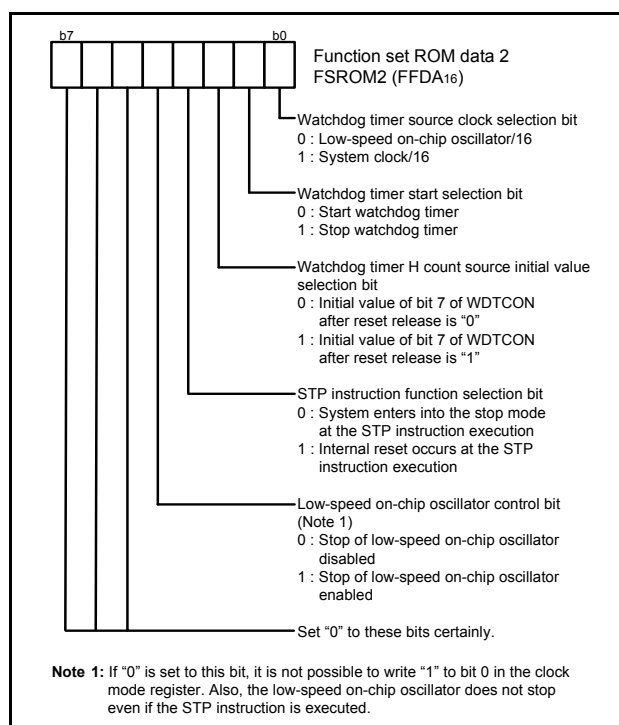 b7
b0
Function set ROM data 2
FSROM2 (FFDA16)
Watchdog timer source clock selection bit
0 : Low-speed on-chip oscillator/16
1 : System clock/16
Watchdog timer start selection bit
0 : Start watchdog timer
1 : Stop watchdog timer
Watchdog timer H count source initial value
selection bit
0 : Initial value of bit 7 of WDTCON
after reset release is “0”
1 : Initial value of bit 7 of WDTCON
after reset release is “1”
STP instruction function selection bit
0 : System enters into the stop mode
at the STP instruction execution
1 : Internal reset occurs at the STP
instruction execution
Low-speed on-chip oscillator control bit
(Note 1)
0 : Stop of low-speed on-chip oscillator
disabled
1 : Stop of low-speed on-chip oscillator
enabled
Set “0” to these bits certainly.
Note 1: If “0” is set to this bit, it is not possible to write “1” to bit 0 in the clock
mode register. Also, the low-speed on-chip oscillator does not stop
even if the STP instruction is executed.